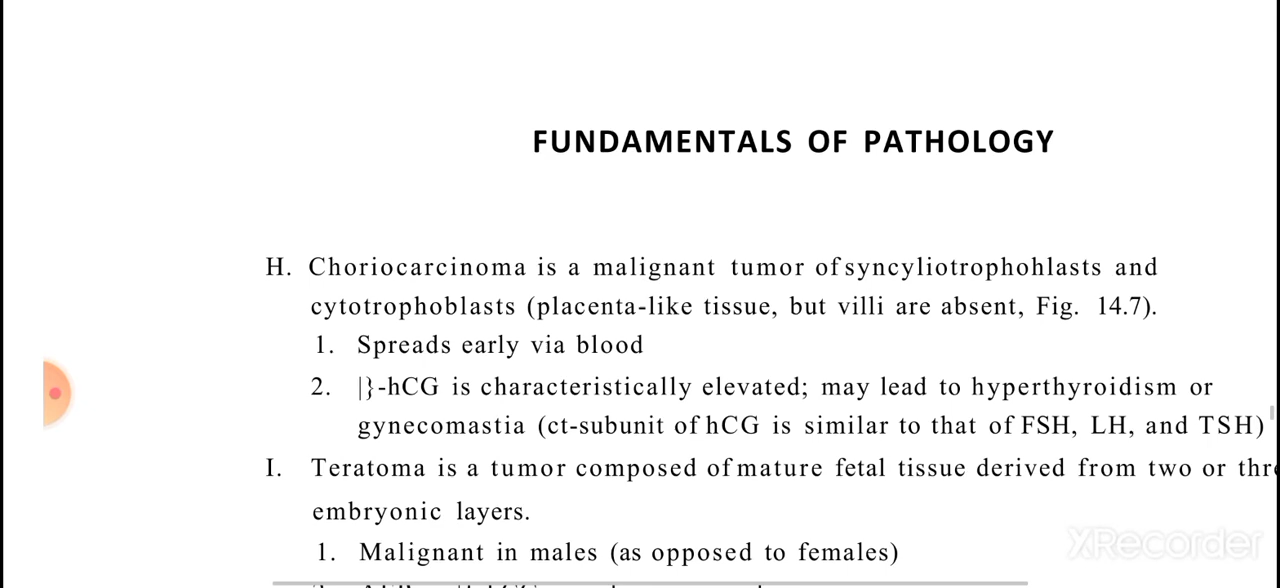 FUNDAMENTALS OF PATHOLOGY
H. Choriocarcinoma is a malignant tumor of syncyliotrophohlasts and
cytotrophoblasts (placenta-like tissue, but villi are absent, Fig. 14.7).
1. Spreads early via blood
2. |}-hCG is characteristically elevated; may lead to hyperthyroidism or
gynecomastia (ct-subunit of hCG is similar to that of FSH, LH, and TSH)
I. Teratoma is a tumor composed of mature fetal tissue derived from two or thre
embryonic layers.
1. Malignant in males (as opposed to females)
XRecorder